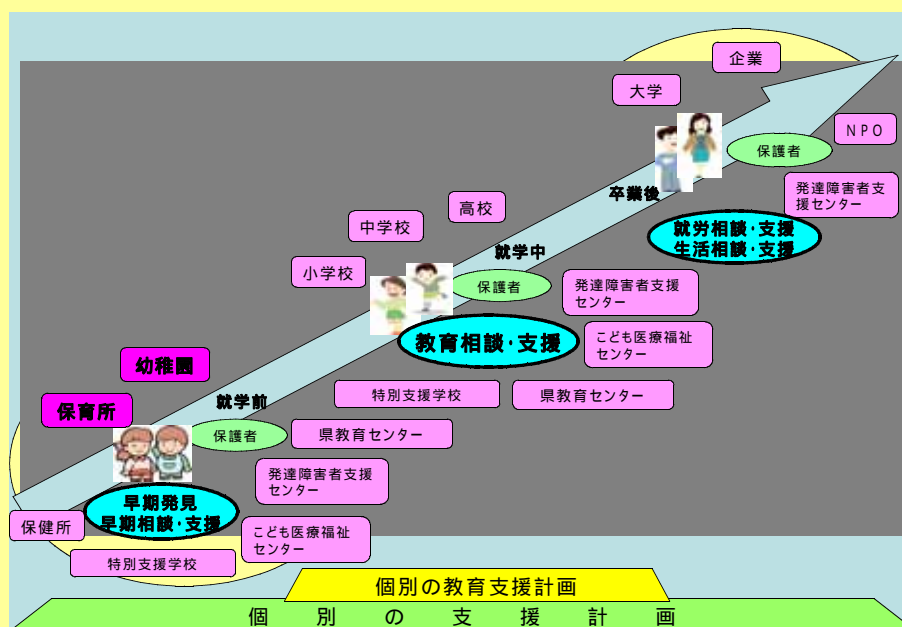 企業
大学
NPO
保護者
発達障害者支
援センター
卒業後
就労相談・支援
生活相談・支援
高校
中学校
就学中
小学校
保護者
発達障害者支援
センター
教育相談・支援
こども医療福祉
センター
幼稚園
特別支援学校
県教育センター
就学前
保育所
保護者
県教育センター
発達障害者支援
センター
早期発見
早期相談・支援
保健所
こども医療福祉
センター
特別支援学校
個別の教育支援計画
個別の支援計画